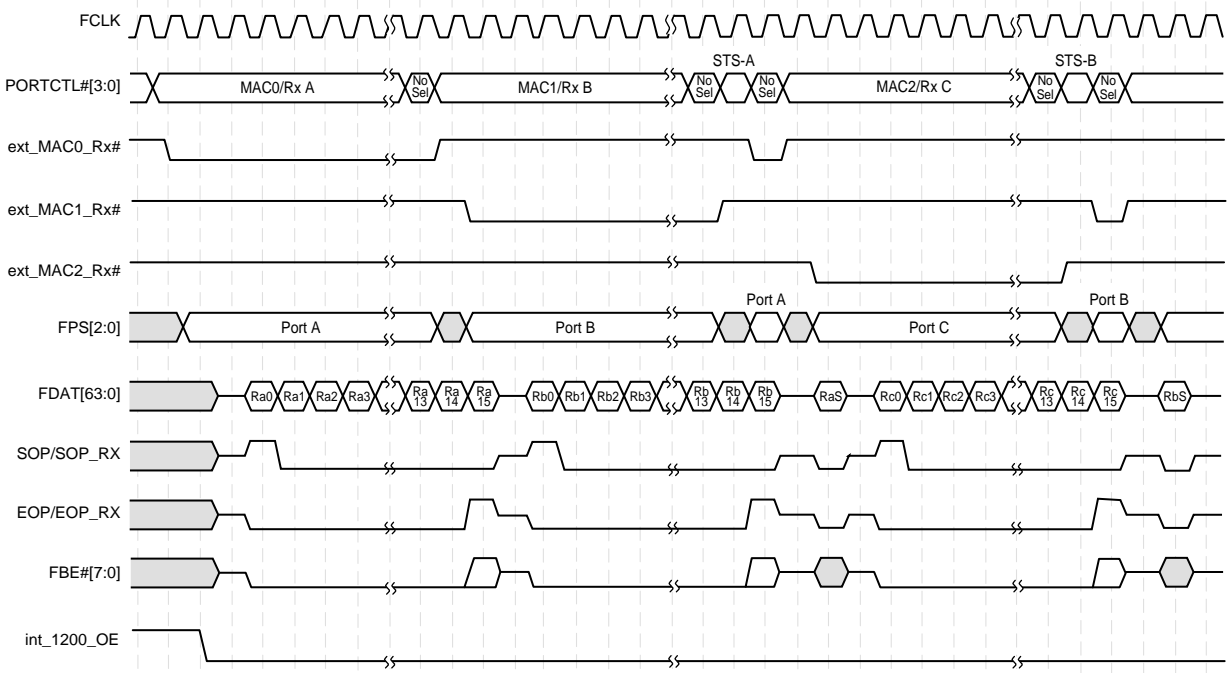 FCLK
STS-A STS-B
PORTCTL#[3:0] MAC0/Rx A No Sel MAC1/Rx B No Sel No Sel MAC2/Rx C No Sel No Sel
ext_MAC0_Rx#
ext_MAC1_Rx#
ext_MAC2_Rx#
Port A Port B
FPS[2:0] Port A Port B Port C
FDAT[63:0] Ra0 Ra1 Ra2 Ra3 Ra 13 Ra 14 Ra 15 Rb0 Rb1 Rb2 Rb3 Rb 13 Rb 14 Rb 15 RaS Rc0 Rc1 Rc2 Rc3 Rc 13 Rc 14 Rc 15 RbS
SOP/SOP_RX
EOP/EOP_RX
FBE#[7:0]
int_1200_OE